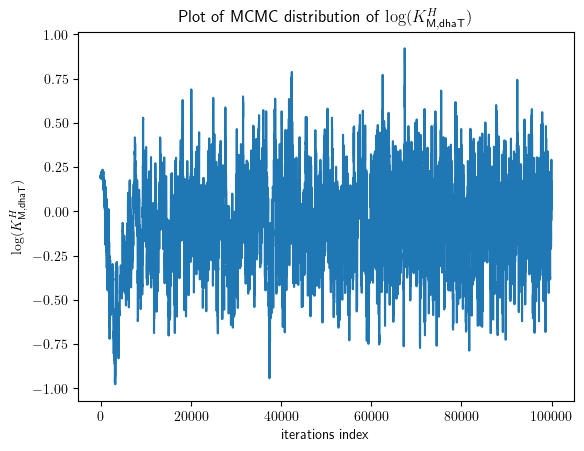 Plot of MCMC distribution of log(K^H_{M,dhaT})
log(K^H_{M,dhaT})
1.00
0.75
0.50
0.25
0.00
−0.25
−0.50
−0.75
−1.00
0 20000 40000 60000 80000 100000
iterations index